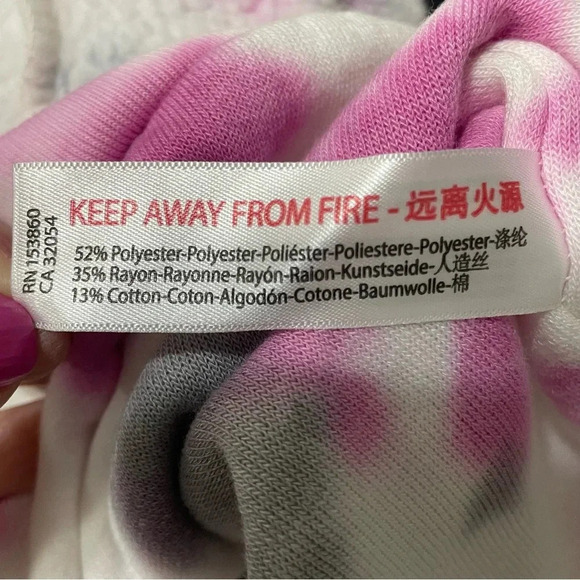 RN 153860
CA 32054
KEEP AWAY FROM FIRE - 远离火源
52% Polyester-Polyester-Poliéster-Poliestere-Polyester-涤纶
35% Rayon-Rayonne-Rayón-Raion-Kunstseide-人造丝
13% Cotton-Coton-Algodón-Cotone-Baumwolle-棉